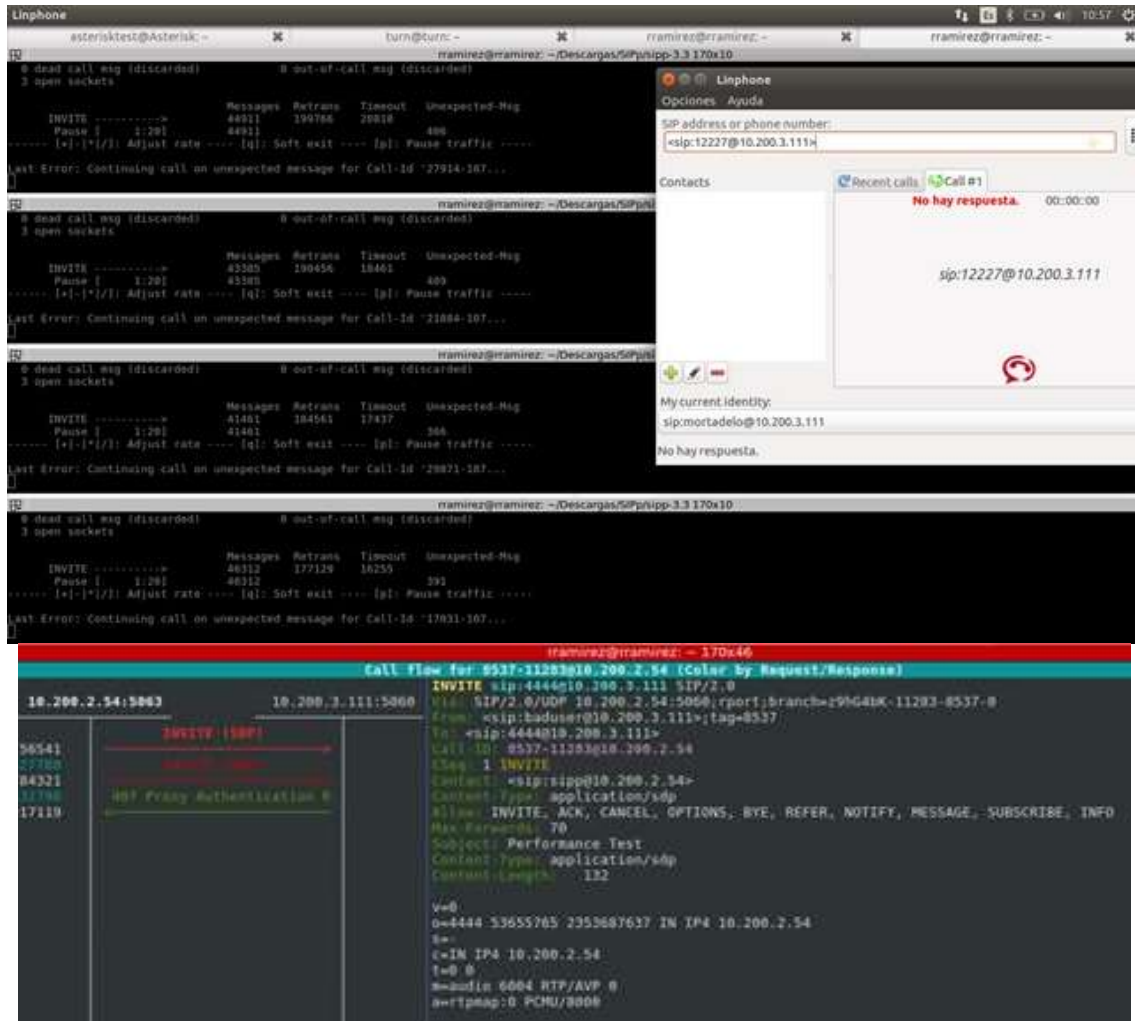 Linphone
Es
10:57
asterisktest@Asterisk: ~
turn@turn: ~
rramirez@rramirez: ~
rramirez@rramirez: ~
rramirez@rramirez: ~/Descargas/SIPp/sipp-3.3 170x10
0 dead call msg (discarded) 0 out-of-call msg (discarded)
3 open sockets
Messages Retrans Timeout Unexpected-Msg
INVITE ----------> 44911 199766 20810
Pause [ 1:20] 44911 406
[+|-|*|/]: Adjust rate ---- [q]: Soft exit ---- [p]: Pause traffic -----
Last Error: Continuing call on unexpected message for Call-Id '27914-107...
Linphone
Opciones Ayuda
SIP address or phone number:
<sip:12227@10.200.3.111>
Contacts
Recent calls
Call #1
No hay respuesta. 00::00::00
sip:12227@10.200.3.111
My current identity:
sip:mortadelo@10.200.3.111
No hay respuesta.
rramirez@rramirez: ~/Descargas/SIPp/si
0 dead call msg (discarded) 0 out-of-call msg (discarded)
3 open sockets
Messages Retrans Timeout Unexpected-Msg
INVITE ----------> 43385 190456 18461
Pause [ 1:20] 43385 409
[+|-|*|/]: Adjust rate ---- [q]: Soft exit ---- [p]: Pause traffic -----
Last Error: Continuing call on unexpected message for Call-Id '21884-107...
rramirez@rramirez: ~/Descargas/SIPp/si
0 dead call msg (discarded) 0 out-of-call msg (discarded)
3 open sockets
Messages Retrans Timeout Unexpected-Msg
INVITE ----------> 41461 184561 17437
Pause [ 1:20] 41461 366
[+|-|*|/]: Adjust rate ---- [q]: Soft exit ---- [p]: Pause traffic -----
Last Error: Continuing call on unexpected message for Call-Id
rramirez@rramirez: ~/Descargas/SIPp/sipp-3.3 170x10
0 dead call msg (discarded) 0 out-of-call msg (discarded)
3 open sockets
Messages Retrans Timeout Unexpected-Msg
INVITE ----------> 46312 177129 16255
Pause [ 1:20] 46312 391
[+|-|*|/]: Adjust rate ---- [q]: Soft exit ---- [p]: Pause traffic -----
Last Error: Continuing call on unexpected message for Call-Id '17031-107...
rramirez@rramirez: ~ 170x46
Call flow for 8537-11283@10.200.2.54 (Color by Request/Response)
10.200.2.54:5063 10.200.3.111:5060
INVITE (SDP)
407 Proxy Authentication R
56541
84321
17119
INVITE sip:4444@10.200.3.111 SIP/2.0
Via: SIP/2.0/UDP 10.200.2.54:5060;rport;branch=z9hG4bK-11283-8537-0
From: <sip:baduser@10.200.3.111>;tag=8537
To: <sip:4444@10.200.3.111>
Call-ID: 8537-11283@10.200.2.54
CSeq: 1 INVITE
Contact: <sip:sipp@10.200.2.54>
Content-Type: application/sdp
Allow: INVITE, ACK, CANCEL, OPTIONS, BYE, REFER, NOTIFY, MESSAGE, SUBSCRIBE, INFO
Max-Forwards: 70
Subject: Performance Test
Content-Type: application/sdp
Content-Length: 132
v=0
o=4444 53655765 2353687637 IN IP4 10.200.2.54
s=-
c=IN IP4 10.200.2.54
t=0 0
m=audio 6004 RTP/AVP 0
a=rtpmap:0 PCMU/8000